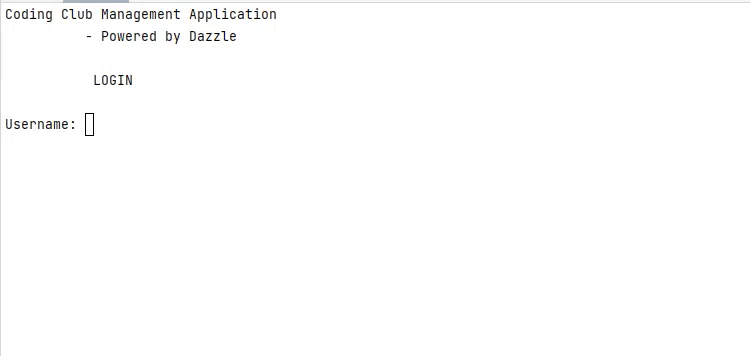 Coding Club Management Application
- Powered by Dazzle
LOGIN
Username: